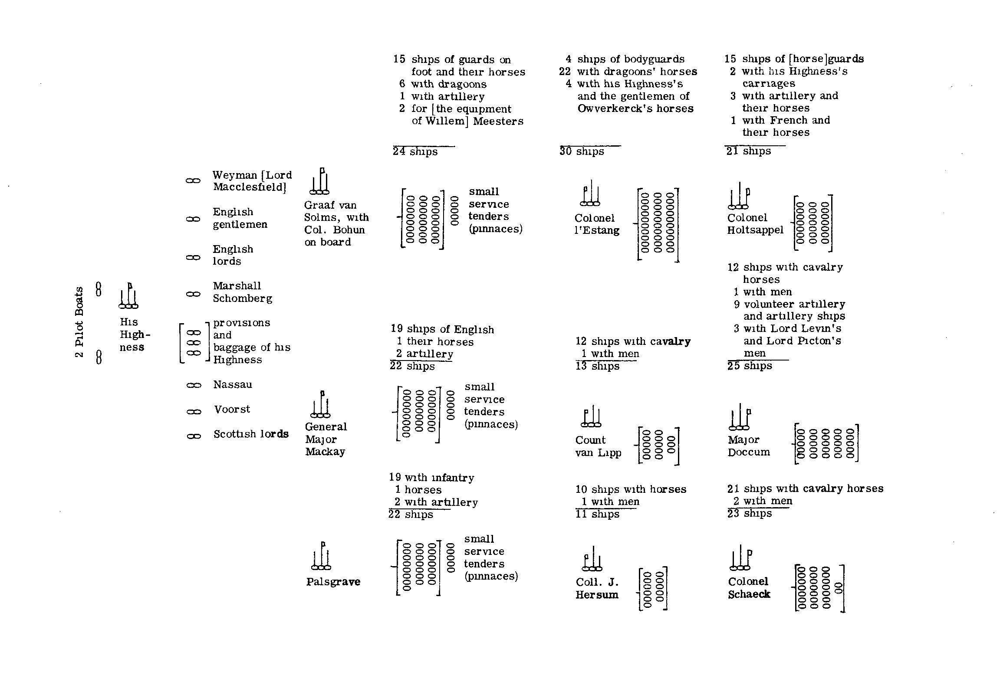 2 Pilot Boats
His
High-
ness
Weyman [Lord
Macclesfield]
English
gentlemen
English
lords
Marshall
Schomberg
provisions
and
baggage of his
Highness
Nassau
Voorst
Scottish lords
Graaf van
Solms, with
Col. Bohun
on board
15 ships of guards on
foot and their horses
6 with dragoons
1 with artillery
2 for [the equipment
of Willem] Meesters
24 ships
small
service
tenders
(pinnaces)
4 ships of bodyguards
22 with dragoons' horses
4 with his Highness's
and the gentlemen of
Owverkerck's horses
30 ships
Colonel
l'Estang
15 ships of [horse]guards
2 with his Highness's
carriages
3 with artillery and
their horses
1 with French and
their horses
21 ships
Colonel
Holtsappel
General
Major
Mackay
19 ships of English
1 their horses
2 artillery
22 ships
small
service
tenders
(pinnaces)
12 ships with cavalry
1 with men
13 ships
Count
van Lipp
12 ships with cavalry
horses
1 with men
9 volunteer artillery
and artillery ships
3 with Lord Levin's
and Lord Picton's
men
25 ships
Major
Doccum
Palsgrave
19 with infantry
1 horses
2 with artillery
22 ships
small
service
tenders
(pinnaces)
10 ships with horses
1 with men
11 ships
Coll. J.
Hersum
21 ships with cavalry horses
2 with men
23 ships
Colonel
Schaeck